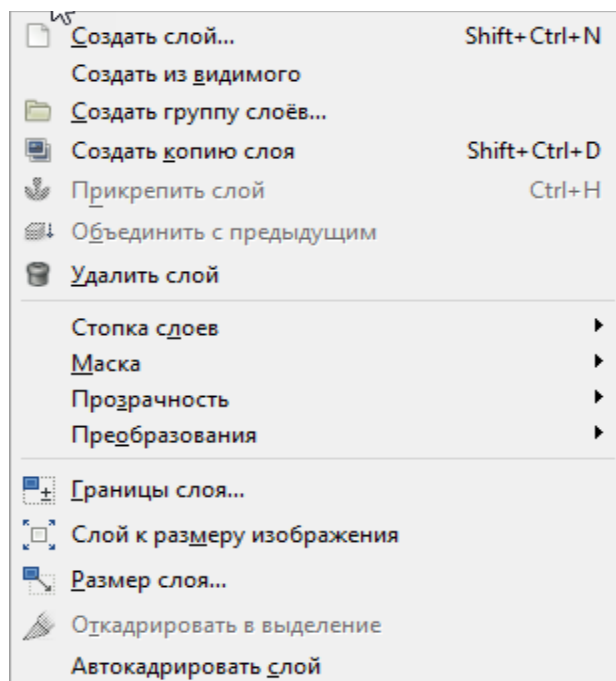 Создать слой... Shift+Ctrl+N
Создать из видимого
Создать группу слоёв...
Создать копию слоя Shift+Ctrl+D
Прикрепить слой Ctrl+H
Объединить с предыдущим
Удалить слой
Стопка слоев
Маска
Прозрачность
Преобразования
Границы слоя...
Слой к размеру изображения
Размер слоя...
Откадрировать в выделение
Автокадрировать слой